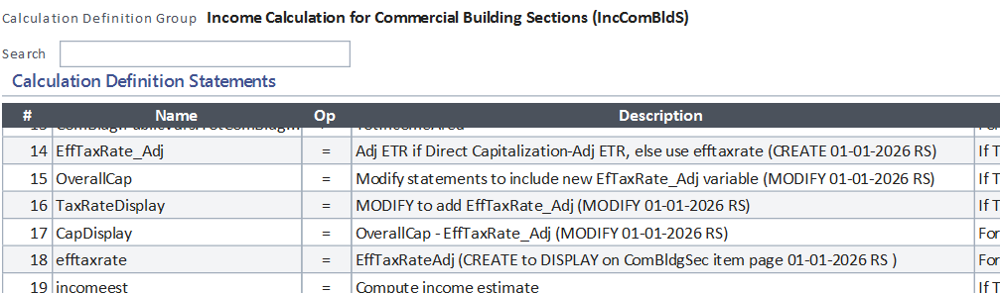 Calculation Definition Group Income Calculation for Commercial Building Sections (IncComBldS)
Search
Calculation Definition Statements
# Name Op Description
14 EffTaxRate_Adj = Adj ETR if Direct Capitalization-Adj ETR, else use efftaxrate (CREATE 01-01-2026 RS) If T
15 OverallCap = Modify statements to include new EfTaxRate_Adj variable (MODIFY 01-01-2026 RS) If T
16 TaxRateDisplay = MODIFY to add EffTaxRate_Adj (MODIFY 01-01-2026 RS) If T
17 CapDisplay = OverallCap - EffTaxRate_Adj (MODIFY 01-01-2026 RS) For
18 efftaxrate = EffTaxRateAdj (CREATE to DISPLAY on ComBldgSec item page 01-01-2026 RS ) For
19 incomeest = Compute income estimate If T